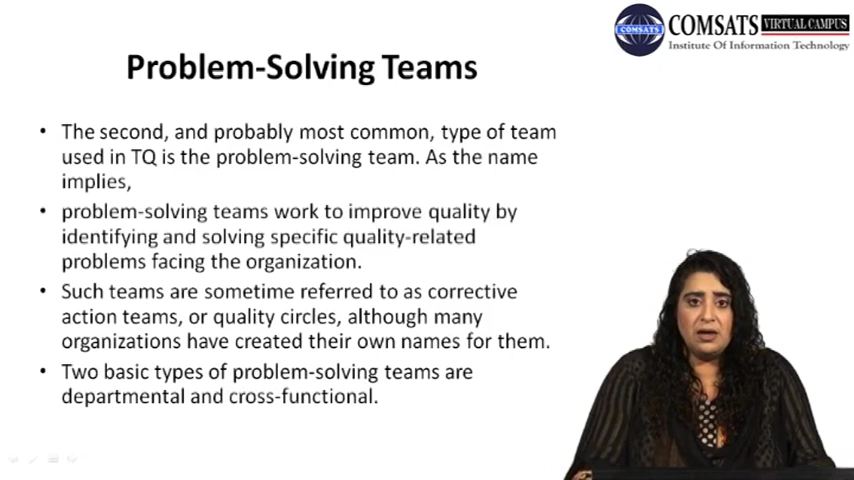 COMSATS VIRTUAL CAMPUS
COMSATS
Institute Of Information Technology
Problem-Solving Teams
• The second, and probably most common, type of team
used in TQ is the problem-solving team. As the name
implies,
• problem-solving teams work to improve quality by
identifying and solving specific quality-related
problems facing the organization.
• Such teams are sometime referred to as corrective
action teams, or quality circles, although many
organizations have created their own names for them.
• Two basic types of problem-solving teams are
departmental and cross-functional.